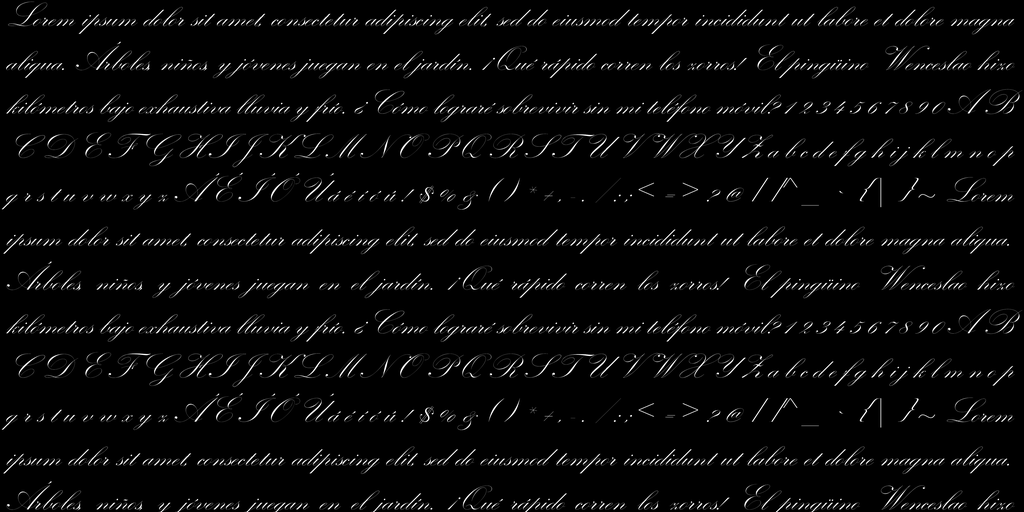 Lorem ipsum dolor sit amet, consectetur adipiscing elit, sed do eiusmod tempor incididunt ut labore et dolore magna
aliqua. Árboles niños y jóvenes juegan en el jardín. ¡Qué rápido corren los zorros! El pingüino Wenceslao hizo
kilómetros bajo exhaustiva lluvia y frío. ¿ Cómo lograré sobrevivir sin mi teléfono móvil? 1 2 3 4 5 6 7 8 9 0 A B
C D E F G H I J K L M N O P Q R S T U V W X Y Z a b c d e f g h i j k l m n o p
q r s t u v w x y z Á É Í Ó Ú á é í ó ú ! $ % & ( ) * + , - . / : ; < = > ? @ | / ^ _ ` { | } ~ Lorem
ipsum dolor sit amet, consectetur adipiscing elit, sed do eiusmod tempor incididunt ut labore et dolore magna aliqua.
Árboles niños y jóvenes juegan en el jardín. ¡Qué rápido corren los zorros! El pingüino Wenceslao hizo
kilómetros bajo exhaustiva lluvia y frío. ¿ Cómo lograré sobrevivir sin mi teléfono móvil? 1 2 3 4 5 6 7 8 9 0 A B
C D E F G H I J K L M N O P Q R S T U V W X Y Z a b c d e f g h i j k l m n o p
q r s t u v w x y z Á É Í Ó Ú á é í ó ú ! $ % & ( ) * + , - . / : ; < = > ? @ | / ^ _ ` { | } ~ Lorem
ipsum dolor sit amet, consectetur adipiscing elit, sed do eiusmod tempor incididunt ut labore et dolore magna aliqua.
Árboles niños y jóvenes juegan en el jardín. ¡Qué rápido corren los zorros! El pingüino Wenceslao hizo